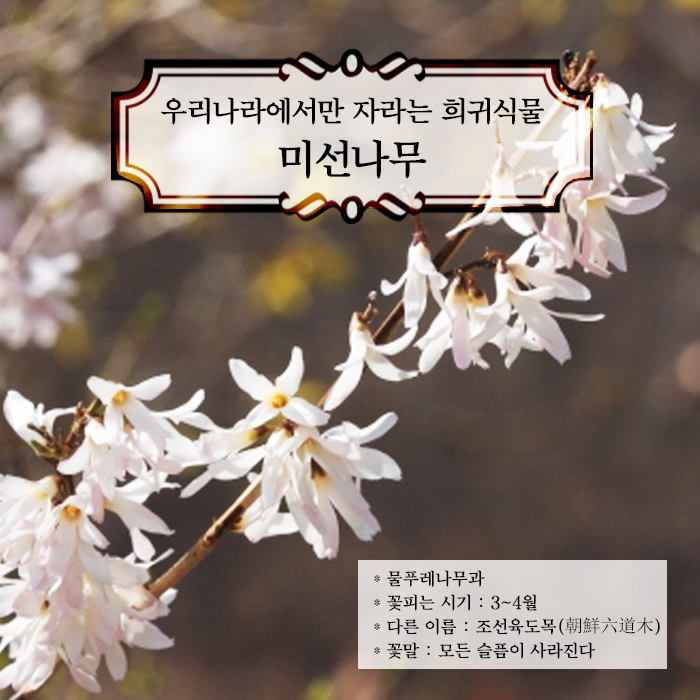 우리나라에서만 자라는 희귀식물
미선나무
* 물푸레나무과
* 꽃피는 시기 : 3~4월
* 다른 이름 : 조선육도목(朝鮮六道木)
* 꽃말 : 모든 슬픔이 사라진다